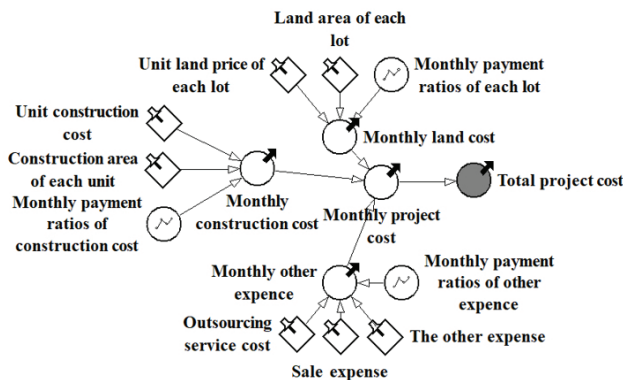 Land area of each
lot
Unit land price of
each lot
Monthly payment
ratios of each lot
Unit construction
cost
Monthly land cost
Construction area
of each unit
Total project cost
Monthly payment
ratios of
construction cost
Monthly
construction cost
Monthly project
cost
Monthly other
expence
Monthly payment
ratios of other
expence
Outsourcing
service cost
The other expense
Sale expense